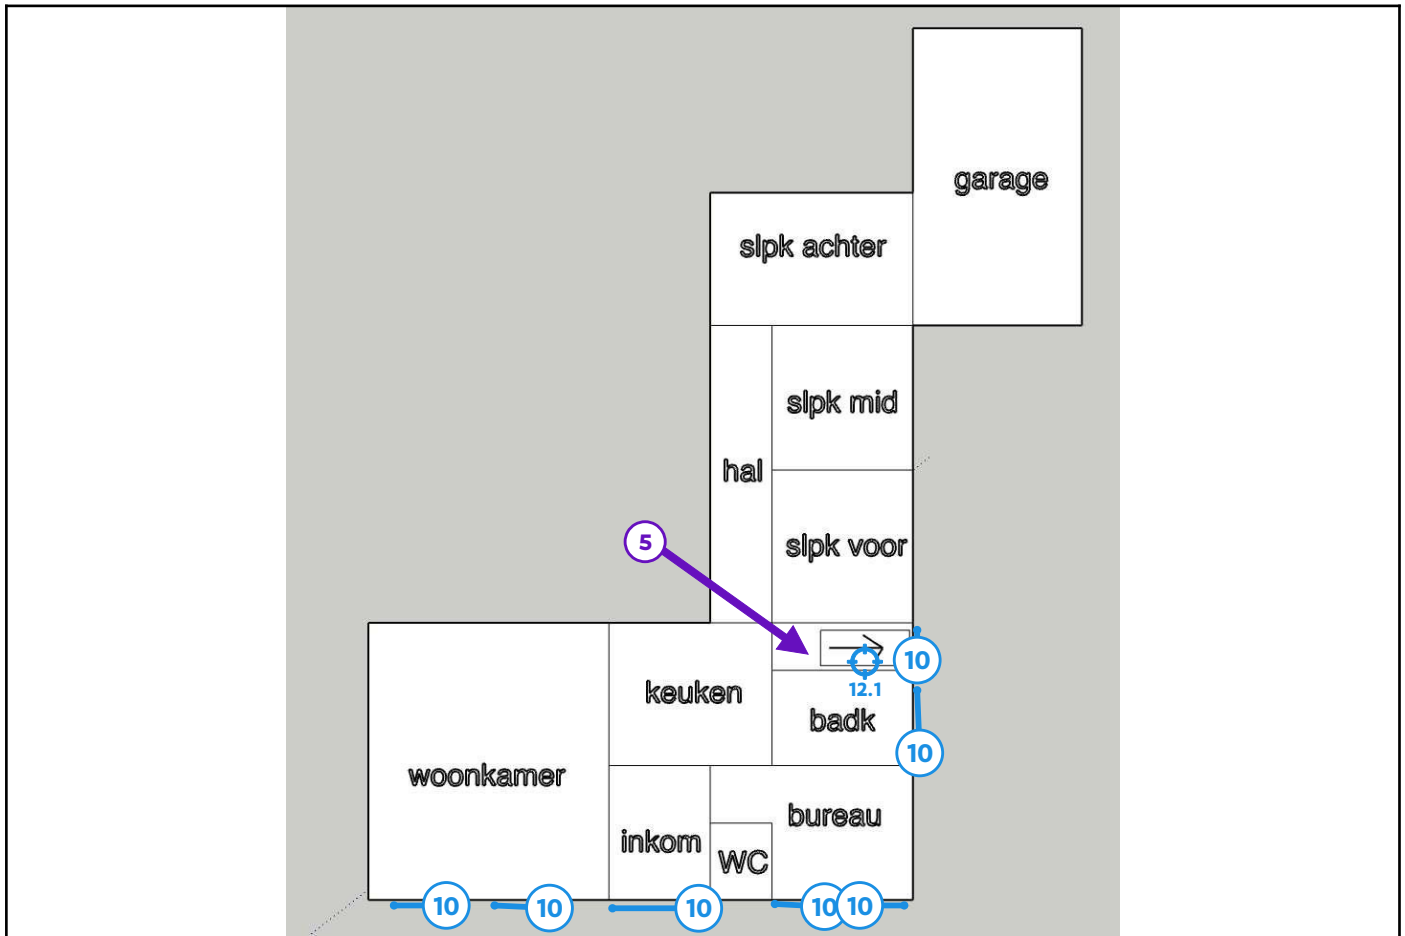 garage
slpk achter
slpk mid
hal
slpk voor
5
10
12.1
keuken
badk
10
woonkamer
bureau
inkom
WC
10
10
10
10
10